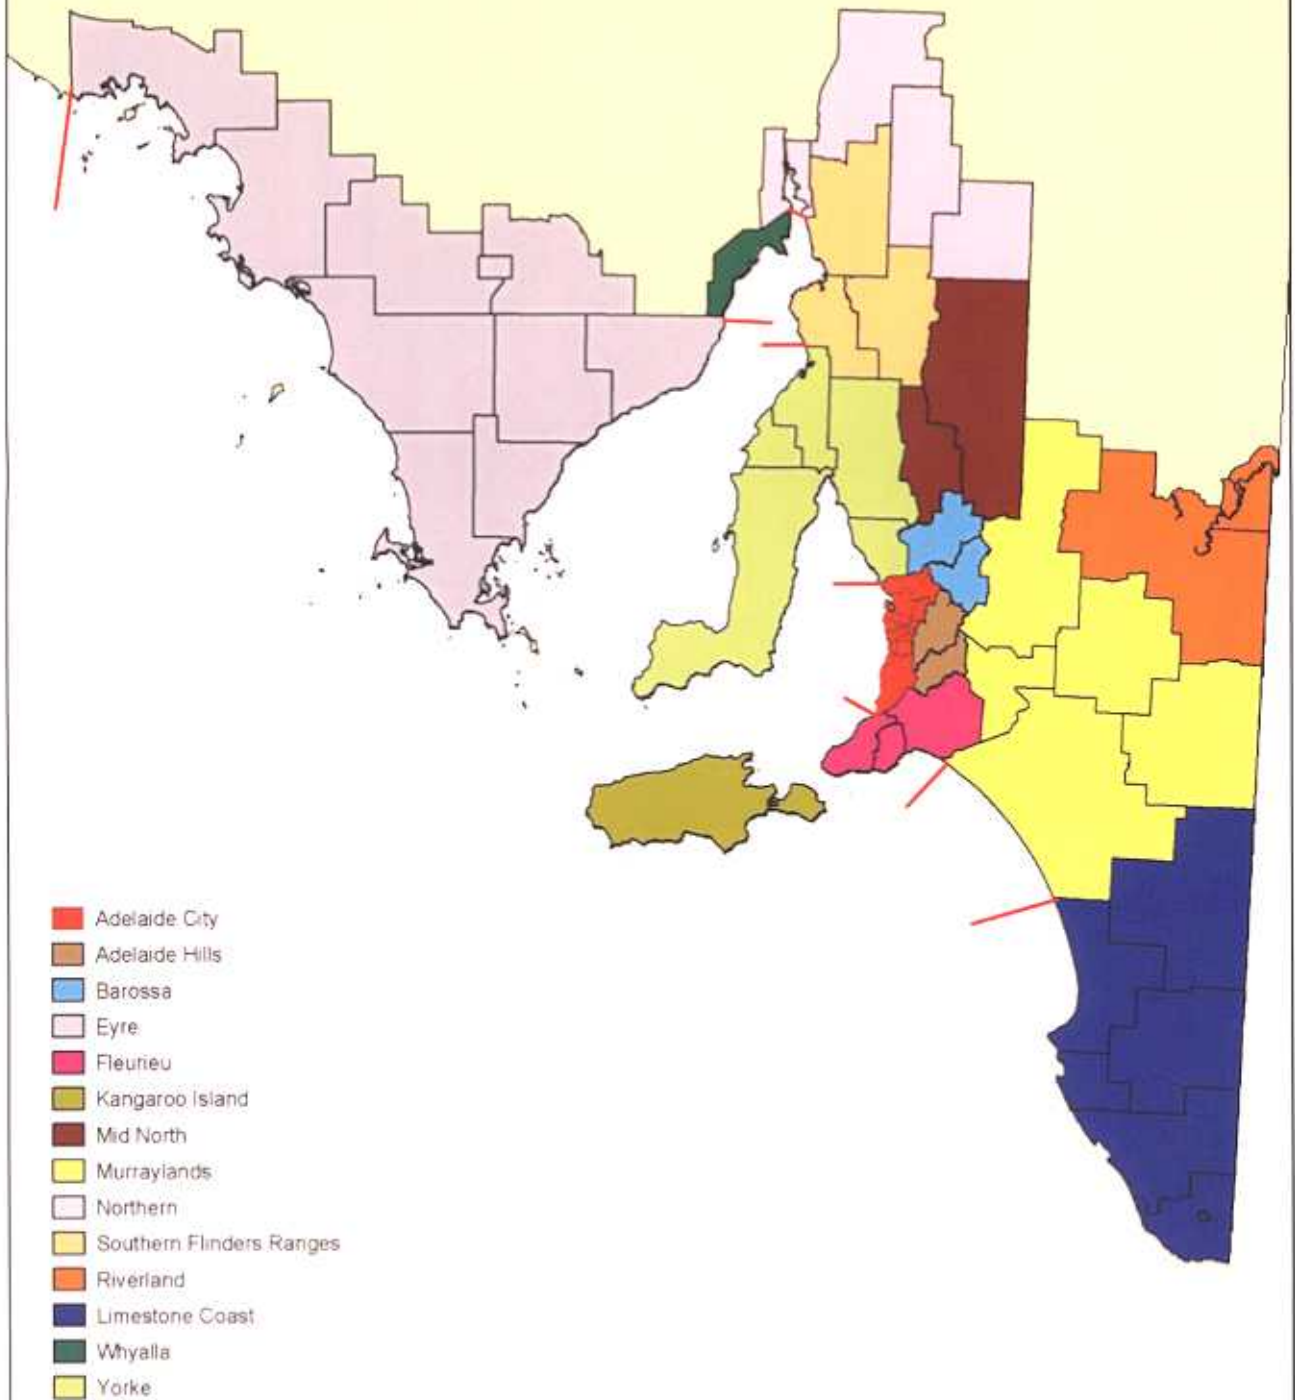 Adelaide City
Adelaide Hills
Barossa
Eyre
Fleurieu
Kangaroo Island
Mid North
Murraylands
Northern
Southern Flinders Ranges
Riverland
Limestone Coast
Whyalla
Yorke